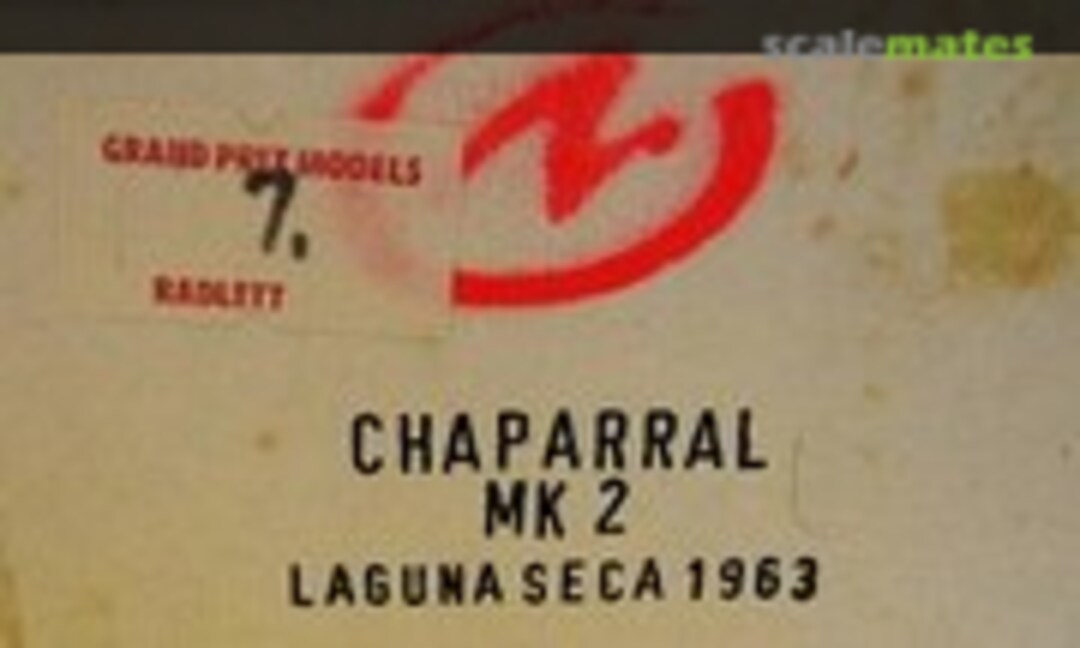 scalemates
GRAND PRIX MODELS
7.
RADLETT
CHAPARRAL
MK 2
LAGUNA SECA 1963